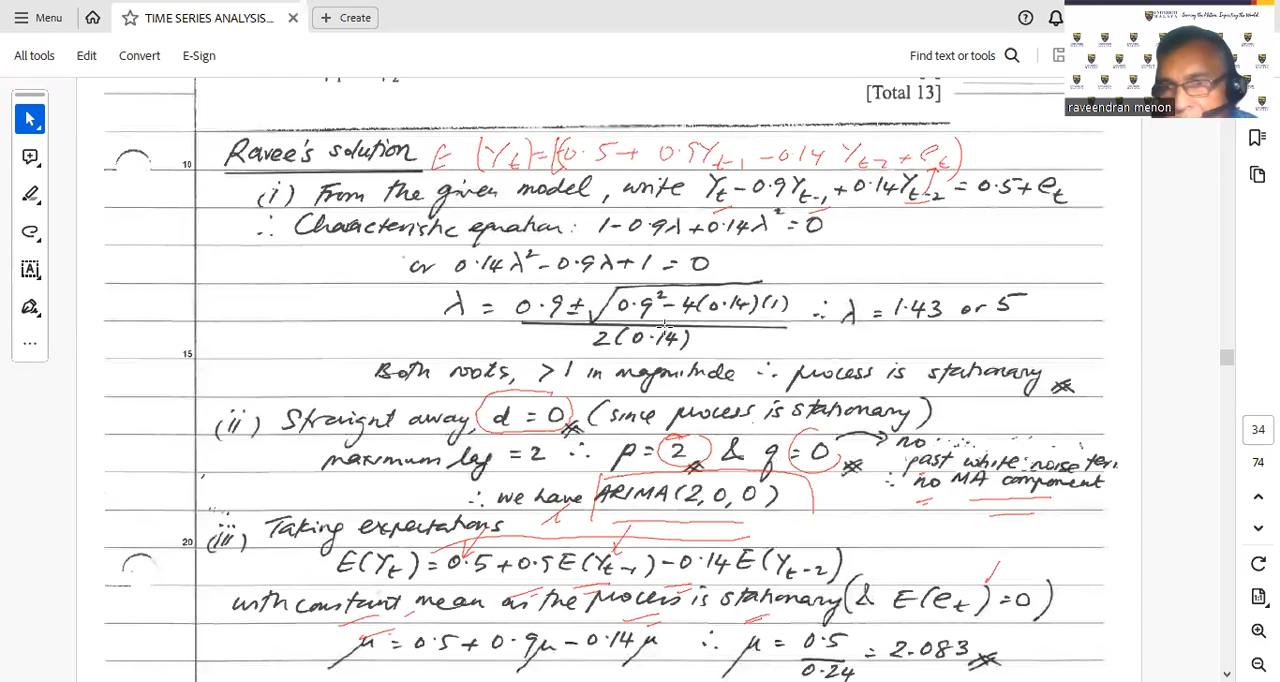 Menu
TIME SERIES ANALYSIS...
Create
All tools Edit Convert E-Sign
Find text or tools
raveendran menon
[Total 13]
Ravee's solution E (Yt) = E(0.5 + 0.9Yt-1 - 0.14 Yt-2 + et)
10
(i) From the given model, write Yt - 0.9Yt-1 + 0.14Yt-2 = 0.5 + et
∴ Characteristic equation: 1 - 0.9λ + 0.14λ² = 0
or 0.14λ² - 0.9λ + 1 = 0
λ = 0.9 ± √(0.9² - 4(0.14)(1)) / 2(0.14) ∴ λ = 1.43 or 5
15
Both roots, > 1 in magnitude ∴ process is stationary
(ii) Straight away, d = 0 (since process is stationary)
maximum lag = 2 ∴ p = 2 & q = 0 → no
past white noise
∴ no MA component
∴ we have ARIMA(2, 0, 0)
(iii) Taking expectations
20
E(Yt) = 0.5 + 0.9E(Yt-1) - 0.14E(Yt-2)
with constant mean as the process is stationary (& E(et) = 0)
μ = 0.5 + 0.9μ - 0.14μ ∴ μ = 0.5/0.24 = 2.083
34
74